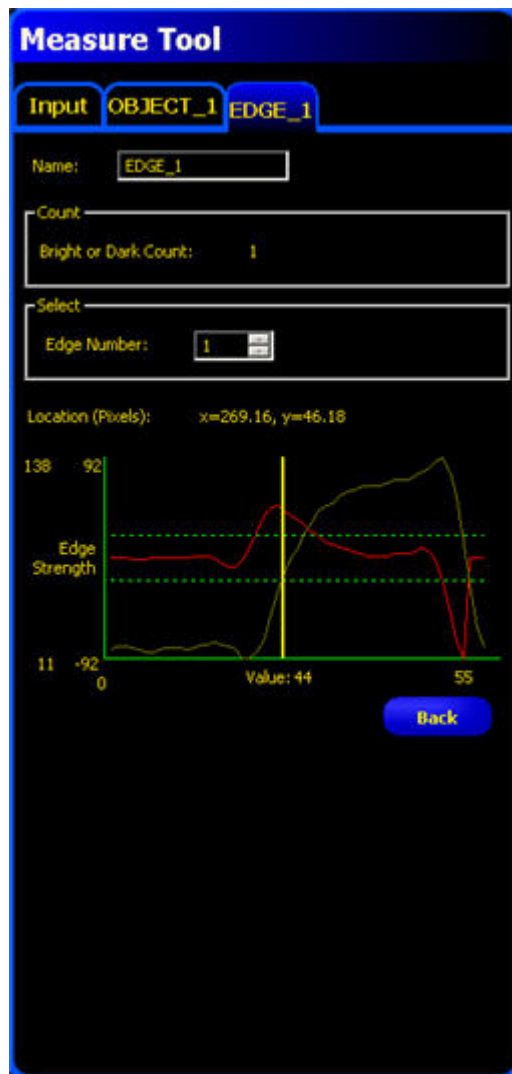 Measure Tool
Input OBJECT_1 EDGE_1
Name: EDGE_1
Count
Bright or Dark Count: 1
Select
Edge Number: 1
Location (Pixels): x=269.16, y=46.18
138 92
Edge
Strength
11 -92
0 Value: 44 55
Back